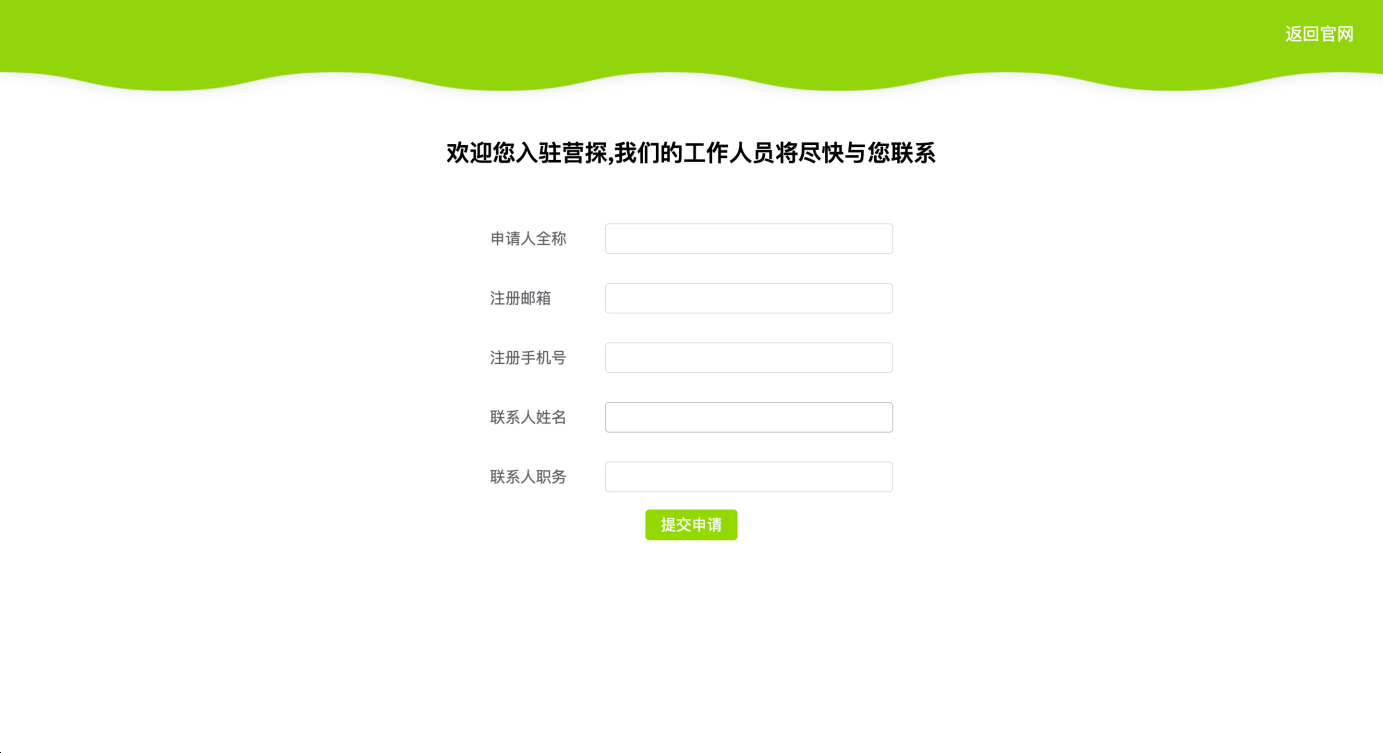 返回官网
欢迎您入驻营探,我们的工作人员将尽快与您联系
申请人全称
注册邮箱
注册手机号
联系人姓名
联系人职务
提交申请